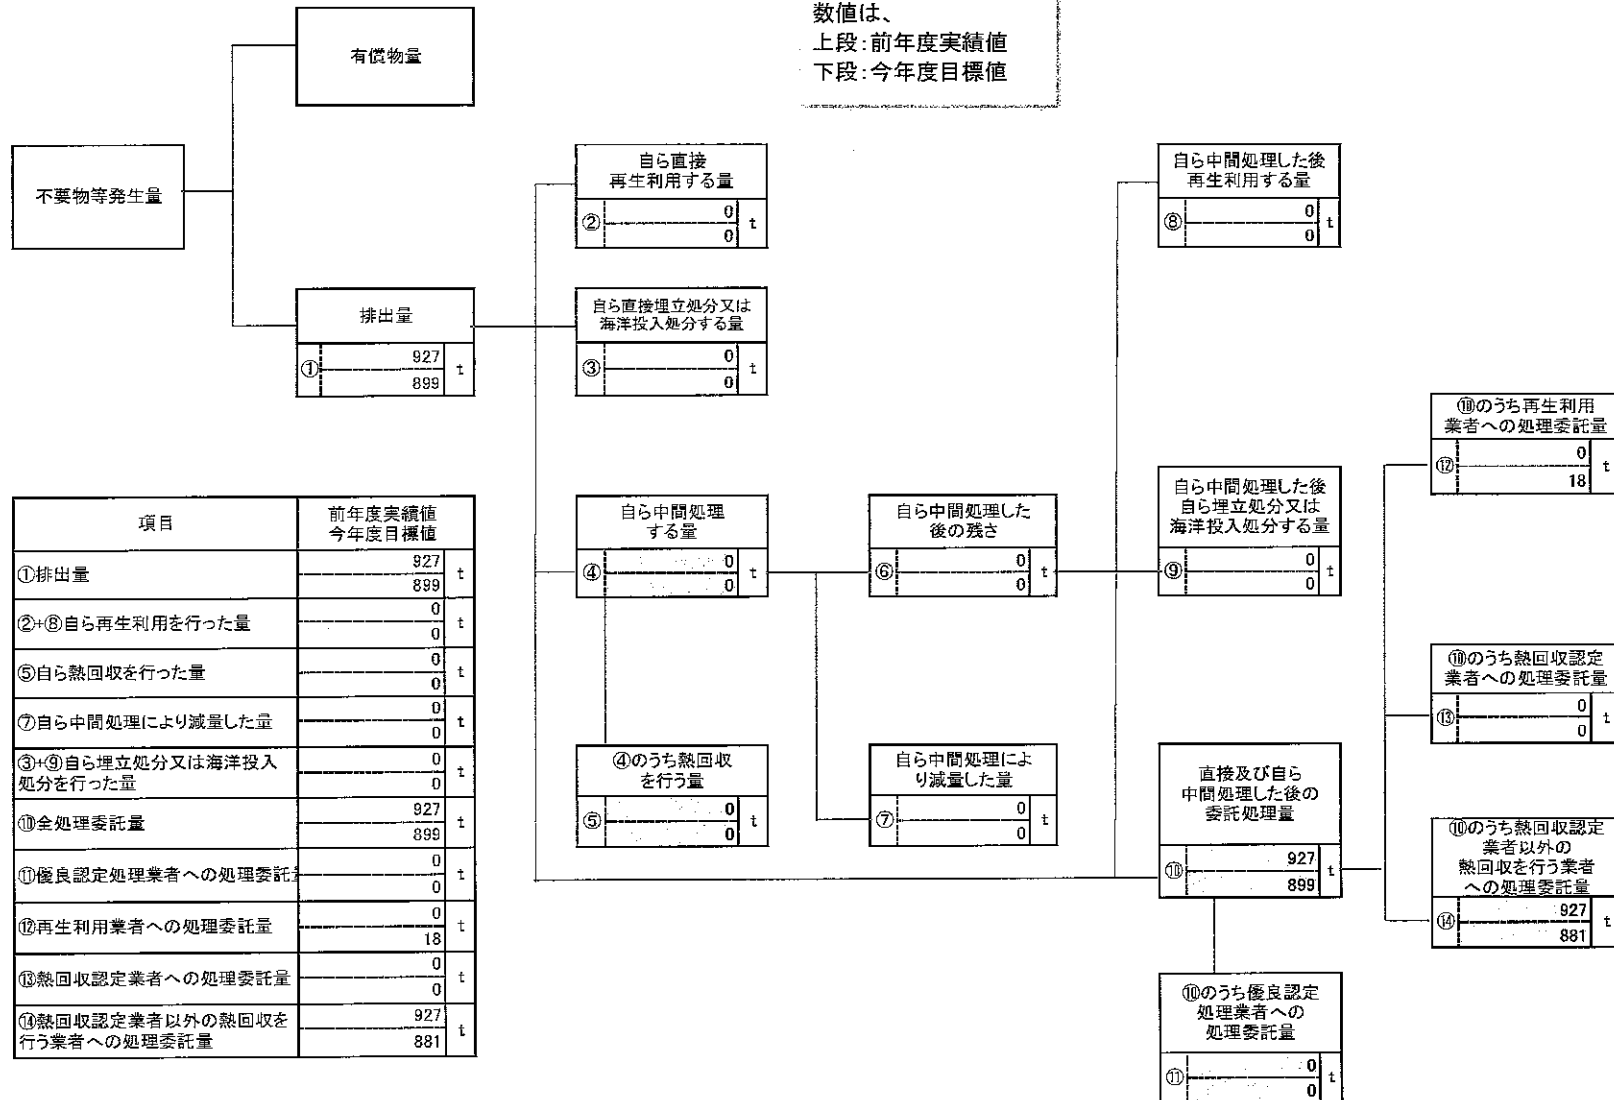 数値は、
上段:前年度実績値
下段:今年度目標値
有償物量
不要物等発生量
排出量
①
927
899
t
自ら直接
再生利用する量
②
0
0
t
自ら直接埋立処分又は
海洋投入処分する量
③
0
0
t
自ら中間処理
する量
④
0
0
t
④のうち熱回収
を行う量
⑤
0
0
t
自ら中間処理した
後の残さ
⑥
0
0
t
自ら中間処理によ
り減量した量
⑦
0
0
t
自ら中間処理した後
再生利用する量
⑧
0
0
t
自ら中間処理した後
自ら埋立処分又は
海洋投入処分する量
⑨
0
0
t
直接及び自ら
中間処理した後の
委託処理量
⑩
927
899
t
⑩のうち優良認定
処理業者への
処理委託量
⑪
0
0
t
⑩のうち再生利用
業者への処理委託量
⑫
0
18
t
⑩のうち熱回収認定
業者への処理委託量
⑬
0
0
t
⑩のうち熱回収認定
業者以外の
熱回収を行う業者
への処理委託量
⑭
927
881
t
項目
前年度実績値
今年度目標値
①排出量
927
899
t
②+⑧自ら再生利用を行った量
0
0
t
⑤自ら熱回収を行った量
0
0
t
⑦自ら中間処理により減量した量
0
0
t
③+⑨自ら埋立処分又は海洋投入
処分を行った量
0
0
t
⑩全処理委託量
927
899
t
⑪優良認定処理業者への処理委託
0
0
t
⑫再生利用業者への処理委託量
0
18
t
⑬熱回収認定業者への処理委託量
0
0
t
⑭熱回収認定業者以外の熱回収を
行う業者への処理委託量
927
881
t